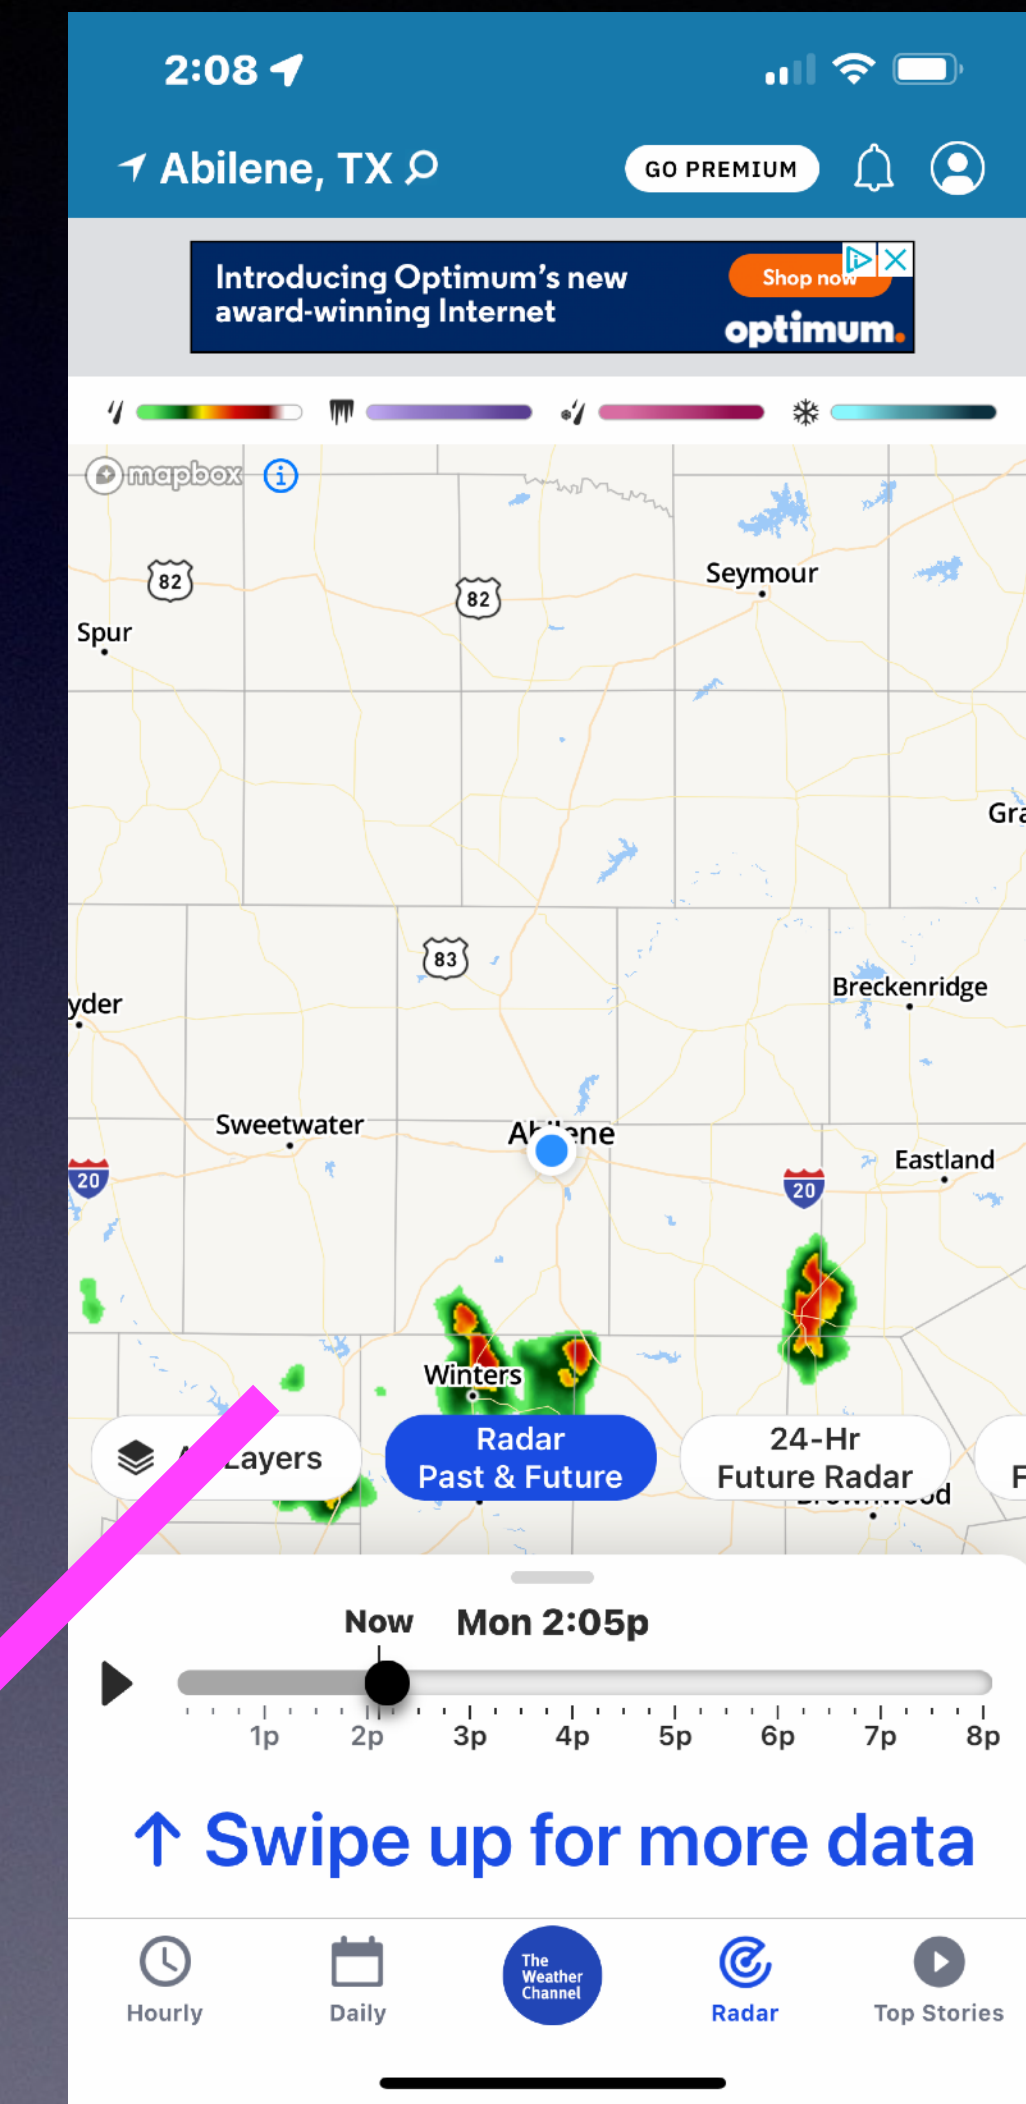 2:08
Abilene, TX
GO PREMIUM
Introducing Optimum's new
award-winning Internet
Shop now
optimum.
mapbox
82
82
Seymour
Spur
Gra
83
Breckenridge
yder
Sweetwater
Abilene
Eastland
20
20
Winters
Layers
Radar
Past & Future
24-Hr
Future Radar
F
Brownwood
Now
Mon 2:05p
1p 2p 3p 4p 5p 6p 7p 8p
↑ Swipe up for more data
The
Weather
Channel
Hourly
Daily
Radar
Top Stories